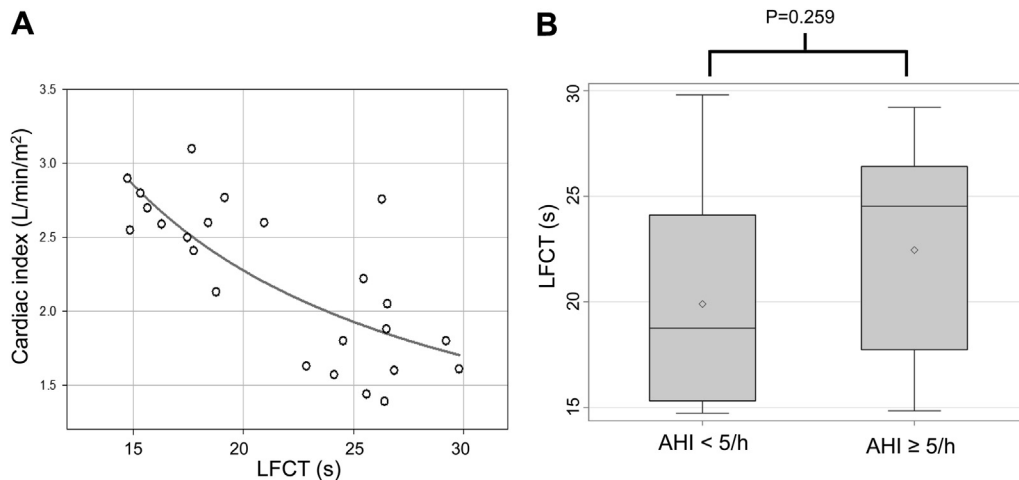 A
Cardiac index (L/min/m²)
3.5
3.0
2.5
2.0
1.5
15
20
25
30
LFCT (s)
B
P=0.259
LFCT (s)
30
25
20
15
AHI < 5/h
AHI ≥ 5/h